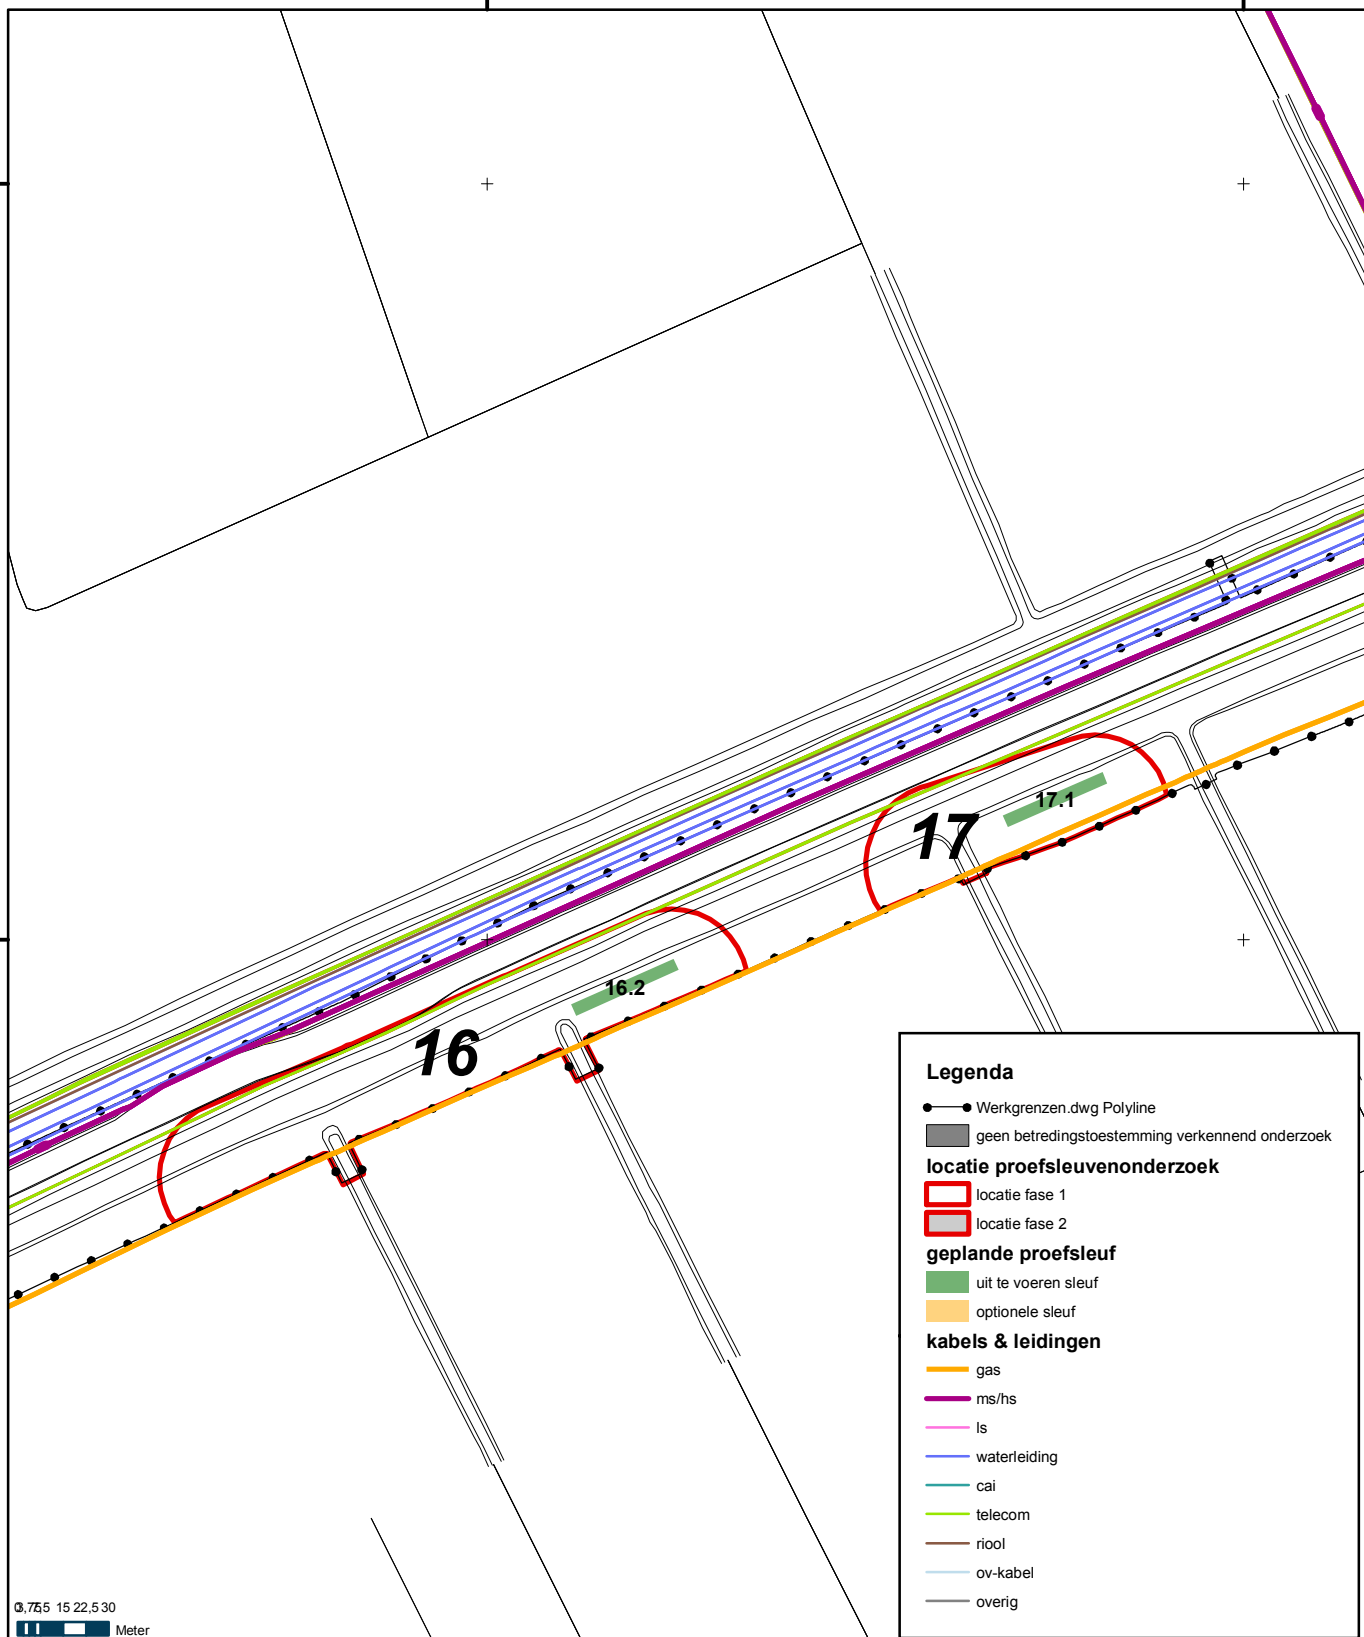 17.1
17
16.2
16
Legenda
Werkgrenzen.dwg Polyline
geen betredingstoestemming verkennend onderzoek
locatie proefsleuvenonderzoek
locatie fase 1
locatie fase 2
geplande proefsleuf
uit te voeren sleuf
optionele sleuf
kabels & leidingen
gas
ms/hs
ls
waterleiding
cai
telecom
riool
ov-kabel
overig
15 22,5 30
Meter